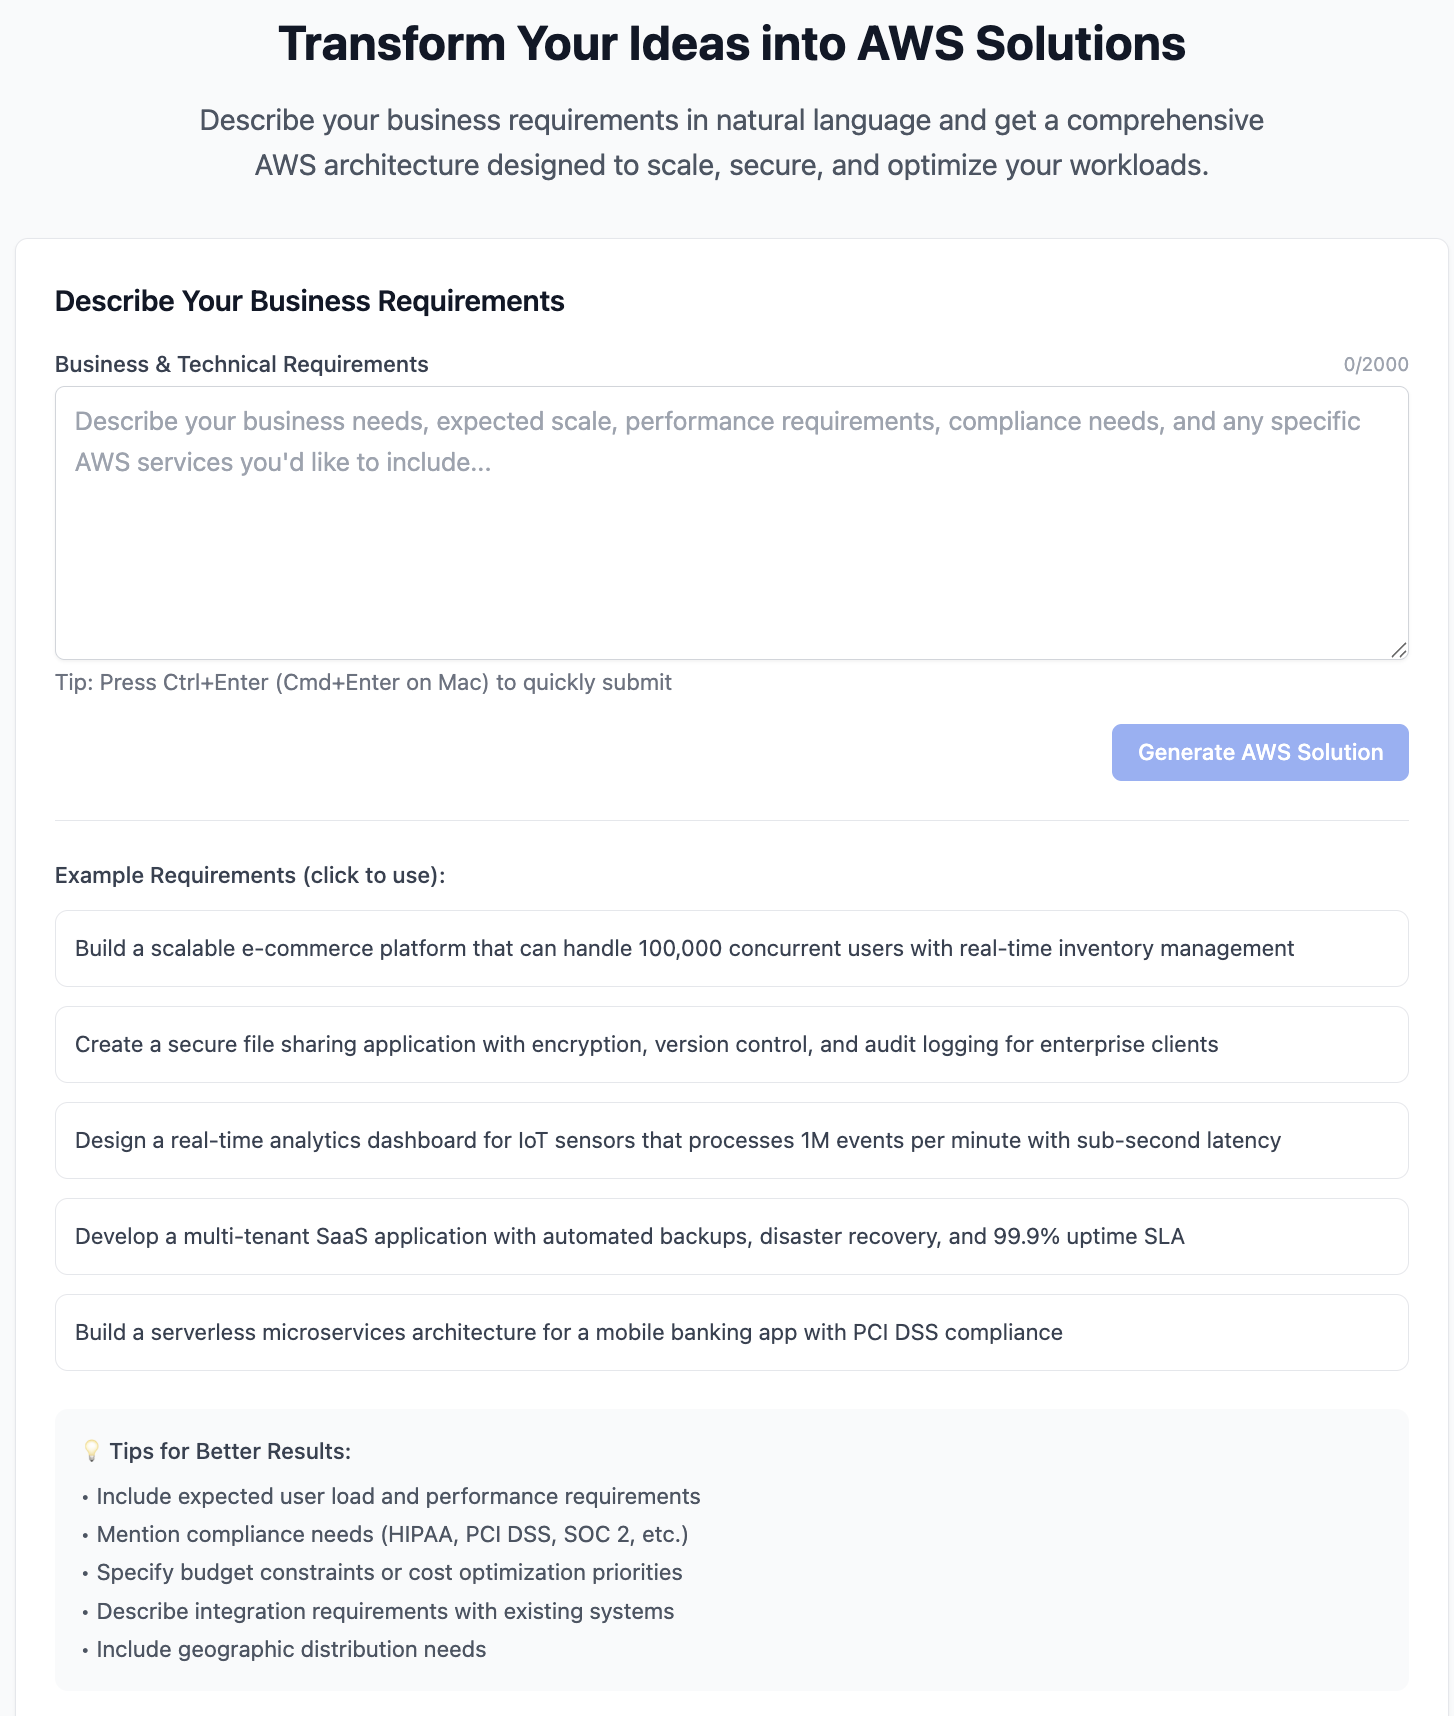 Transform Your Ideas into AWS Solutions
Describe your business requirements in natural language and get a comprehensive
AWS architecture designed to scale, secure, and optimize your workloads.
Describe Your Business Requirements
Business & Technical Requirements
0/2000
Describe your business needs, expected scale, performance requirements, compliance needs, and any specific
AWS services you'd like to include...
Tip: Press Ctrl+Enter (Cmd+Enter on Mac) to quickly submit
Generate AWS Solution
Example Requirements (click to use):
Build a scalable e-commerce platform that can handle 100,000 concurrent users with real-time inventory management
Create a secure file sharing application with encryption, version control, and audit logging for enterprise clients
Design a real-time analytics dashboard for IoT sensors that processes 1M events per minute with sub-second latency
Develop a multi-tenant SaaS application with automated backups, disaster recovery, and 99.9% uptime SLA
Build a serverless microservices architecture for a mobile banking app with PCI DSS compliance
💡 Tips for Better Results:
• Include expected user load and performance requirements
• Mention compliance needs (HIPAA, PCI DSS, SOC 2, etc.)
• Specify budget constraints or cost optimization priorities
• Describe integration requirements with existing systems
• Include geographic distribution needs